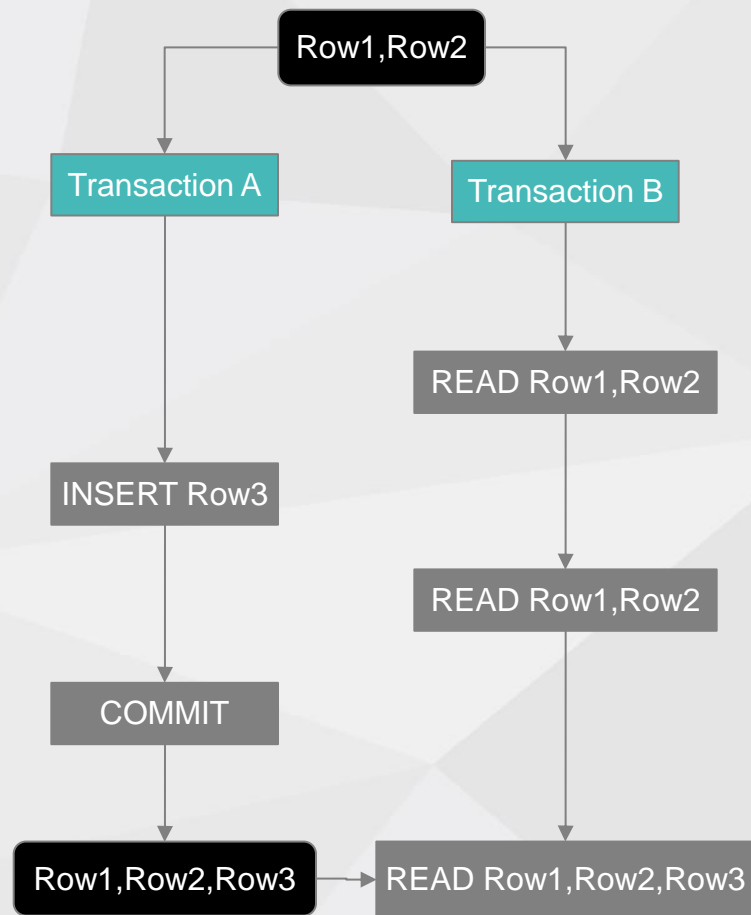 Row1,Row2
Transaction A
Transaction B
READ Row1,Row2
INSERT Row3
READ Row1,Row2
COMMIT
Row1,Row2,Row3
READ Row1,Row2,Row3